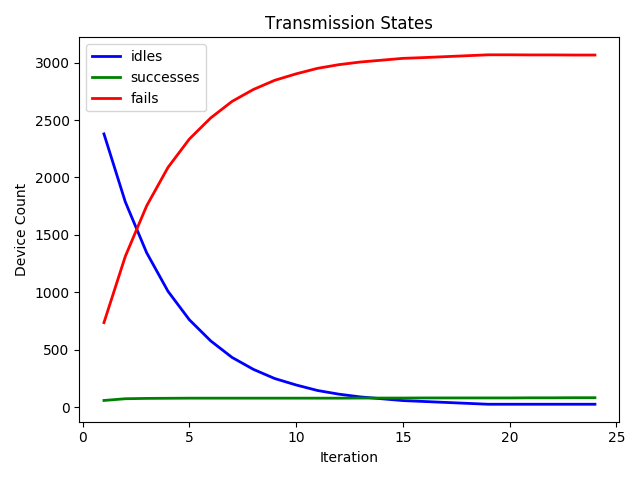 Transmission States
idles
successes
fails
Device Count
3000
2500
2000
1500
1000
500
0
0 5 10 15 20 25
Iteration